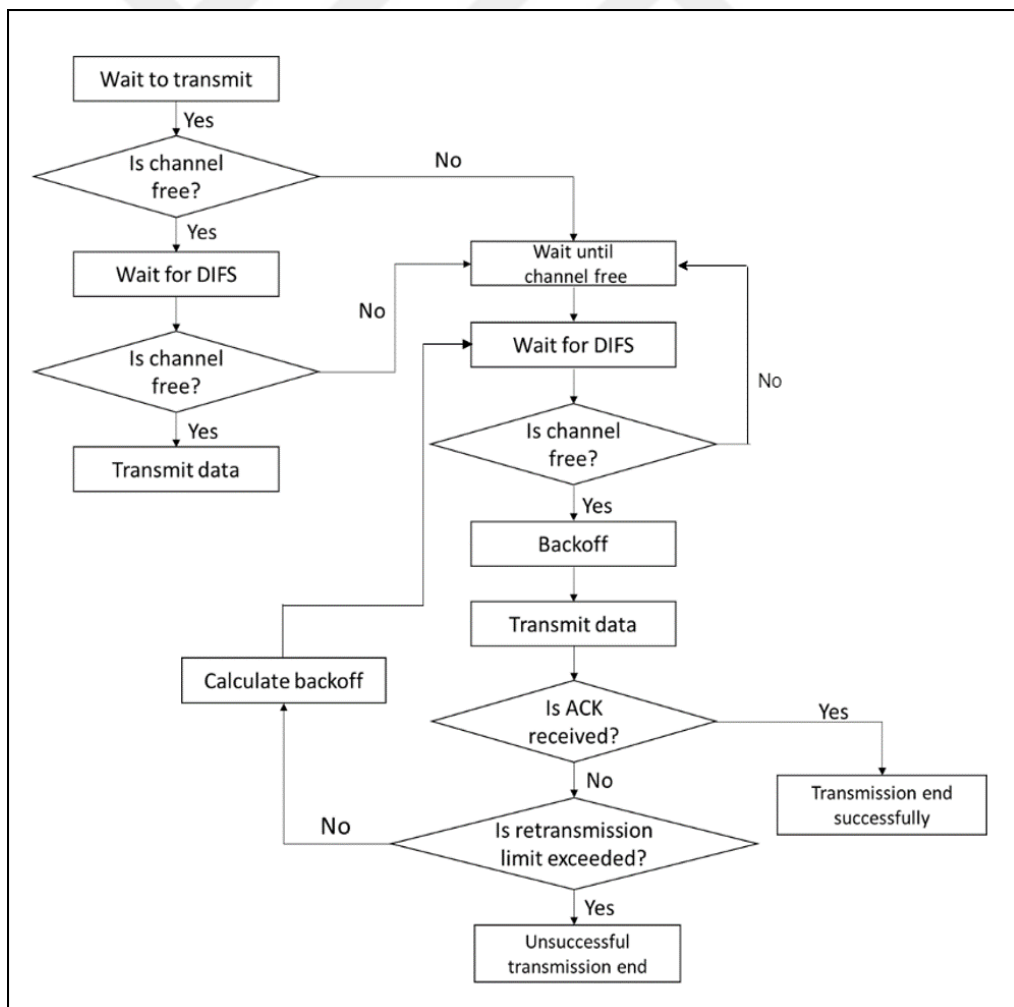 Wait to transmit
Yes
Is channel
free?
No
Yes
Wait for DIFS
Wait until
channel free
No
Is channel
free?
Wait for DIFS
No
Yes
Transmit data
Is channel
free?
Yes
Backoff
Transmit data
Calculate backoff
Is ACK
received?
Yes
No
Transmission end
successfully
No
Is retransmission
limit exceeded?
Yes
Unsuccessful
transmission end